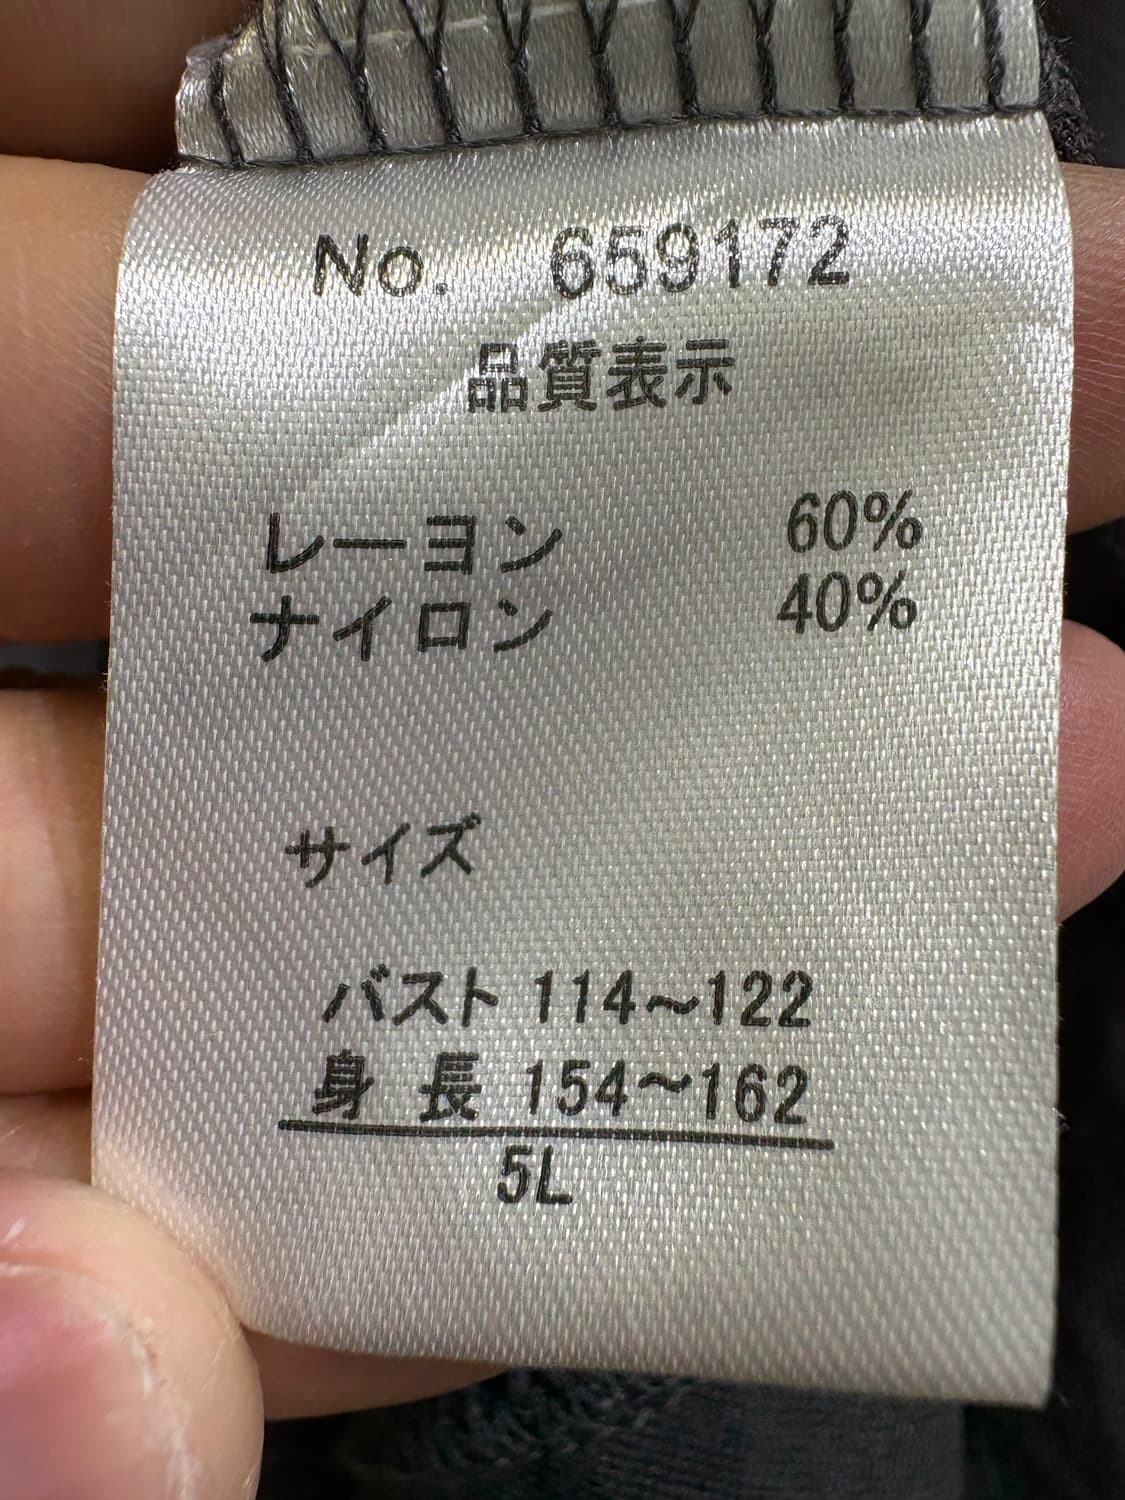 No. 659172
品質表示
レーヨン 60%
ナイロン 40%
サイズ
バスト 114～122
身 長 154～162
5L